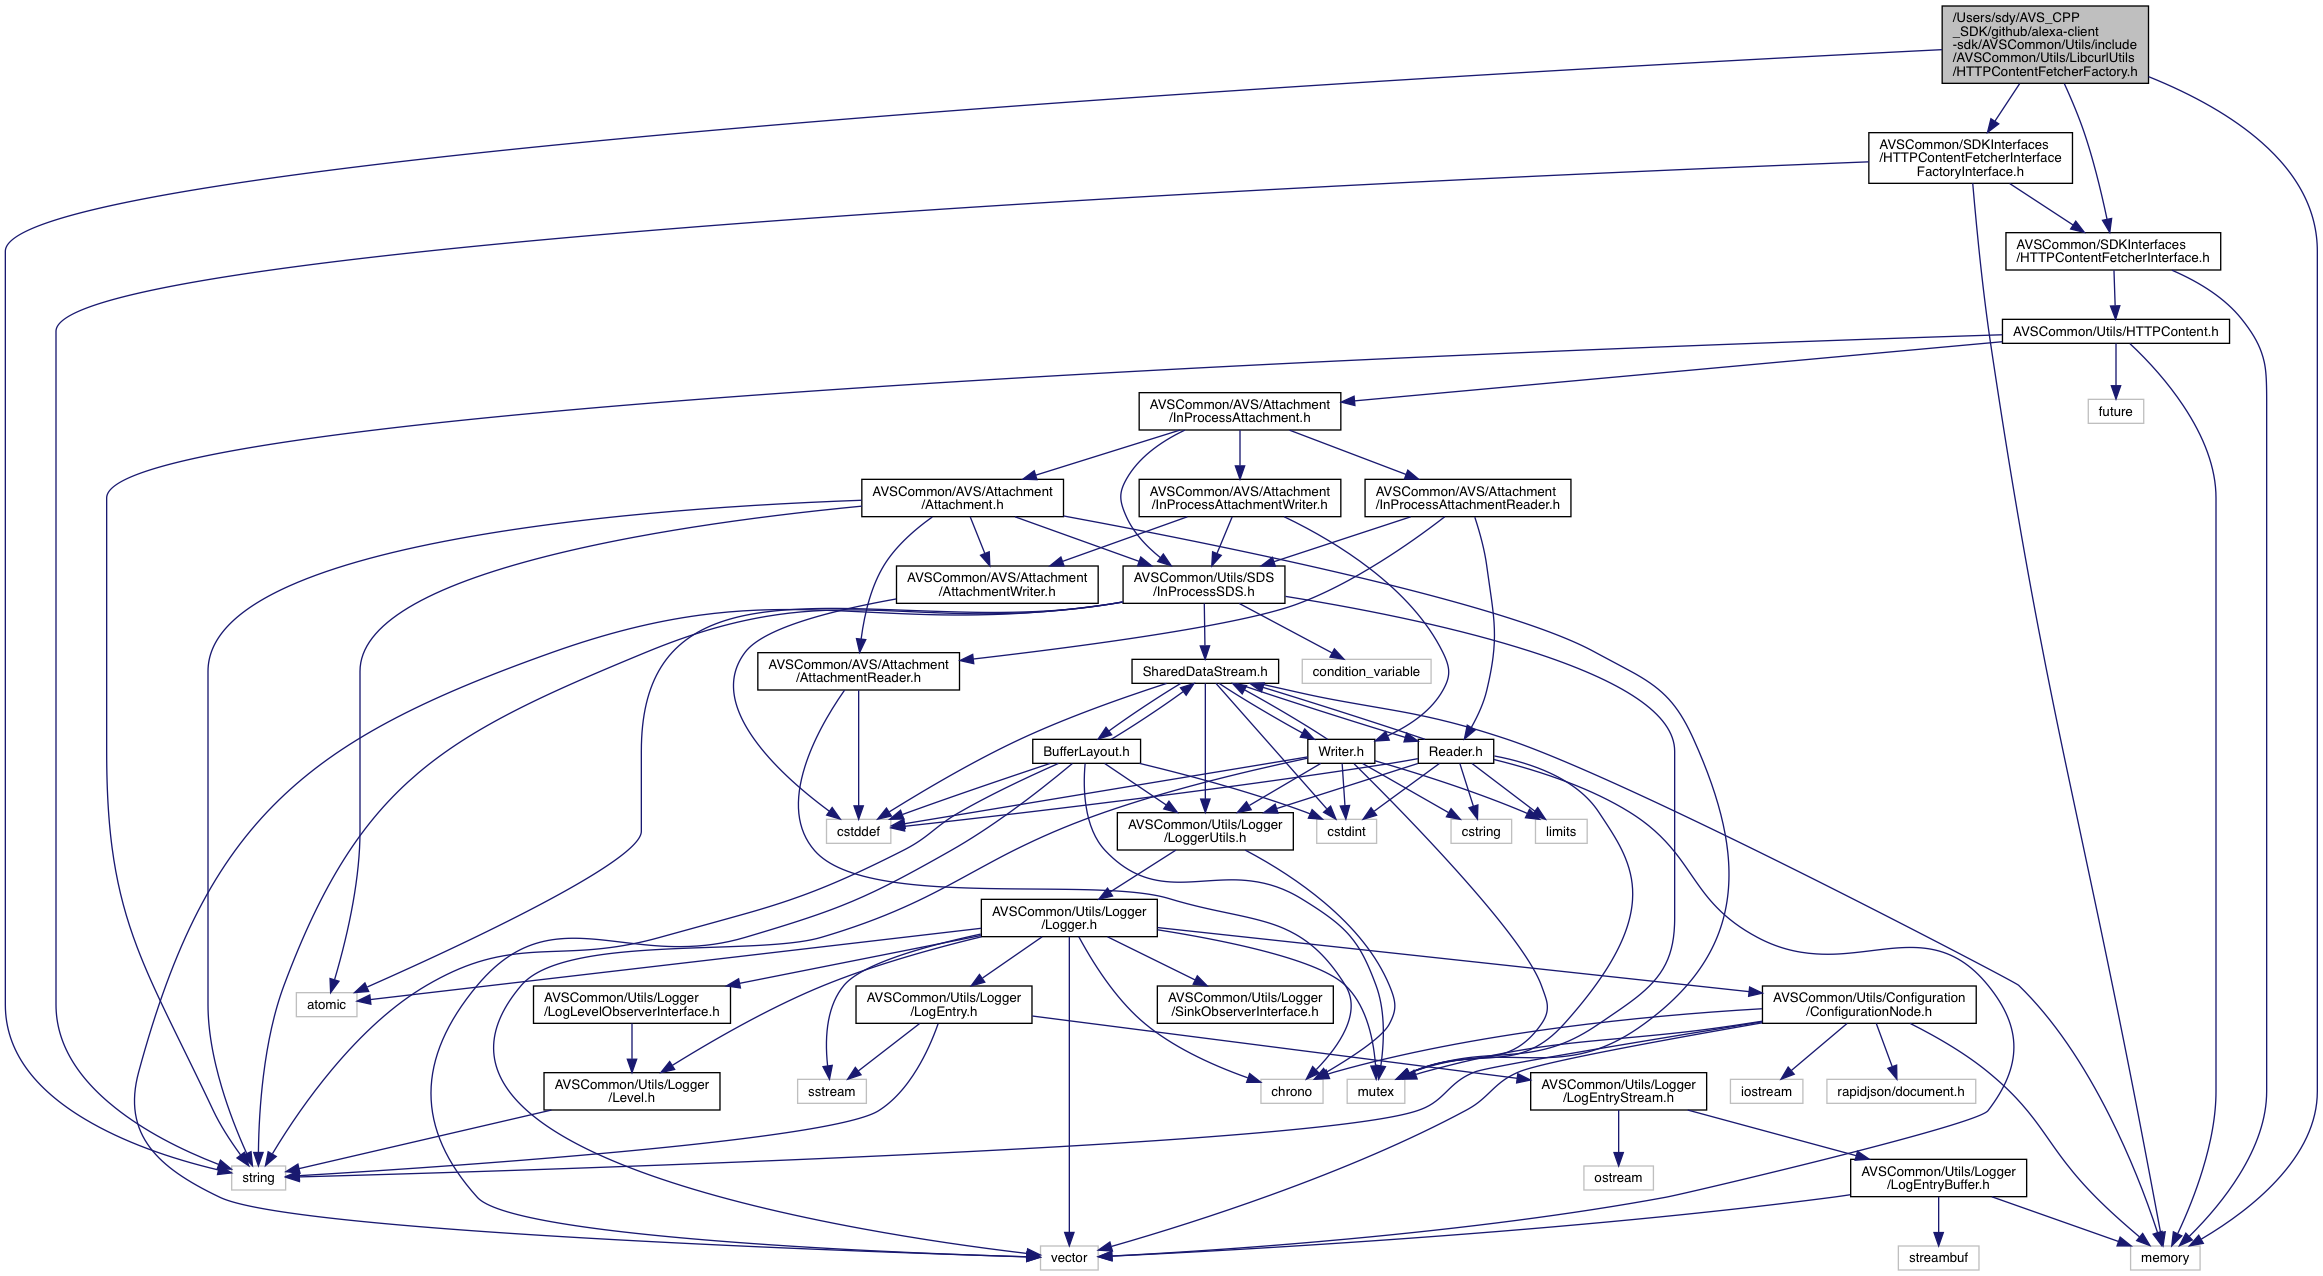 /Users/sdy/AVS_CPP
_SDK/github/alexa-client
-sdk/AVSCommon/Utils/include
/AVSCommon/Utils/LibcurlUtils
/HTTPContentFetcherFactory.h
AVSCommon/SDKInterfaces
/HTTPContentFetcherInterface
FactoryInterface.h
AVSCommon/SDKInterfaces
/HTTPContentFetcherInterface.h
AVSCommon/Utils/HTTPContent.h
AVSCommon/AVS/Attachment
/InProcessAttachment.h
future
AVSCommon/AVS/Attachment
/Attachment.h
AVSCommon/AVS/Attachment
/InProcessAttachmentWriter.h
AVSCommon/AVS/Attachment
/InProcessAttachmentReader.h
AVSCommon/AVS/Attachment
/AttachmentWriter.h
AVSCommon/Utils/SDS
/InProcessSDS.h
AVSCommon/AVS/Attachment
/AttachmentReader.h
SharedDataStream.h
condition_variable
BufferLayout.h
Writer.h
Reader.h
cstddef
AVSCommon/Utils/Logger
/LoggerUtils.h
cstdint
cstring
limits
AVSCommon/Utils/Logger
/Logger.h
atomic
AVSCommon/Utils/Logger
/LogLevelObserverInterface.h
AVSCommon/Utils/Logger
/LogEntry.h
AVSCommon/Utils/Logger
/SinkObserverInterface.h
AVSCommon/Utils/Configuration
/ConfigurationNode.h
AVSCommon/Utils/Logger
/Level.h
sstream
chrono
mutex
AVSCommon/Utils/Logger
/LogEntryStream.h
iostream
rapidjson/document.h
string
ostream
AVSCommon/Utils/Logger
/LogEntryBuffer.h
vector
streambuf
memory